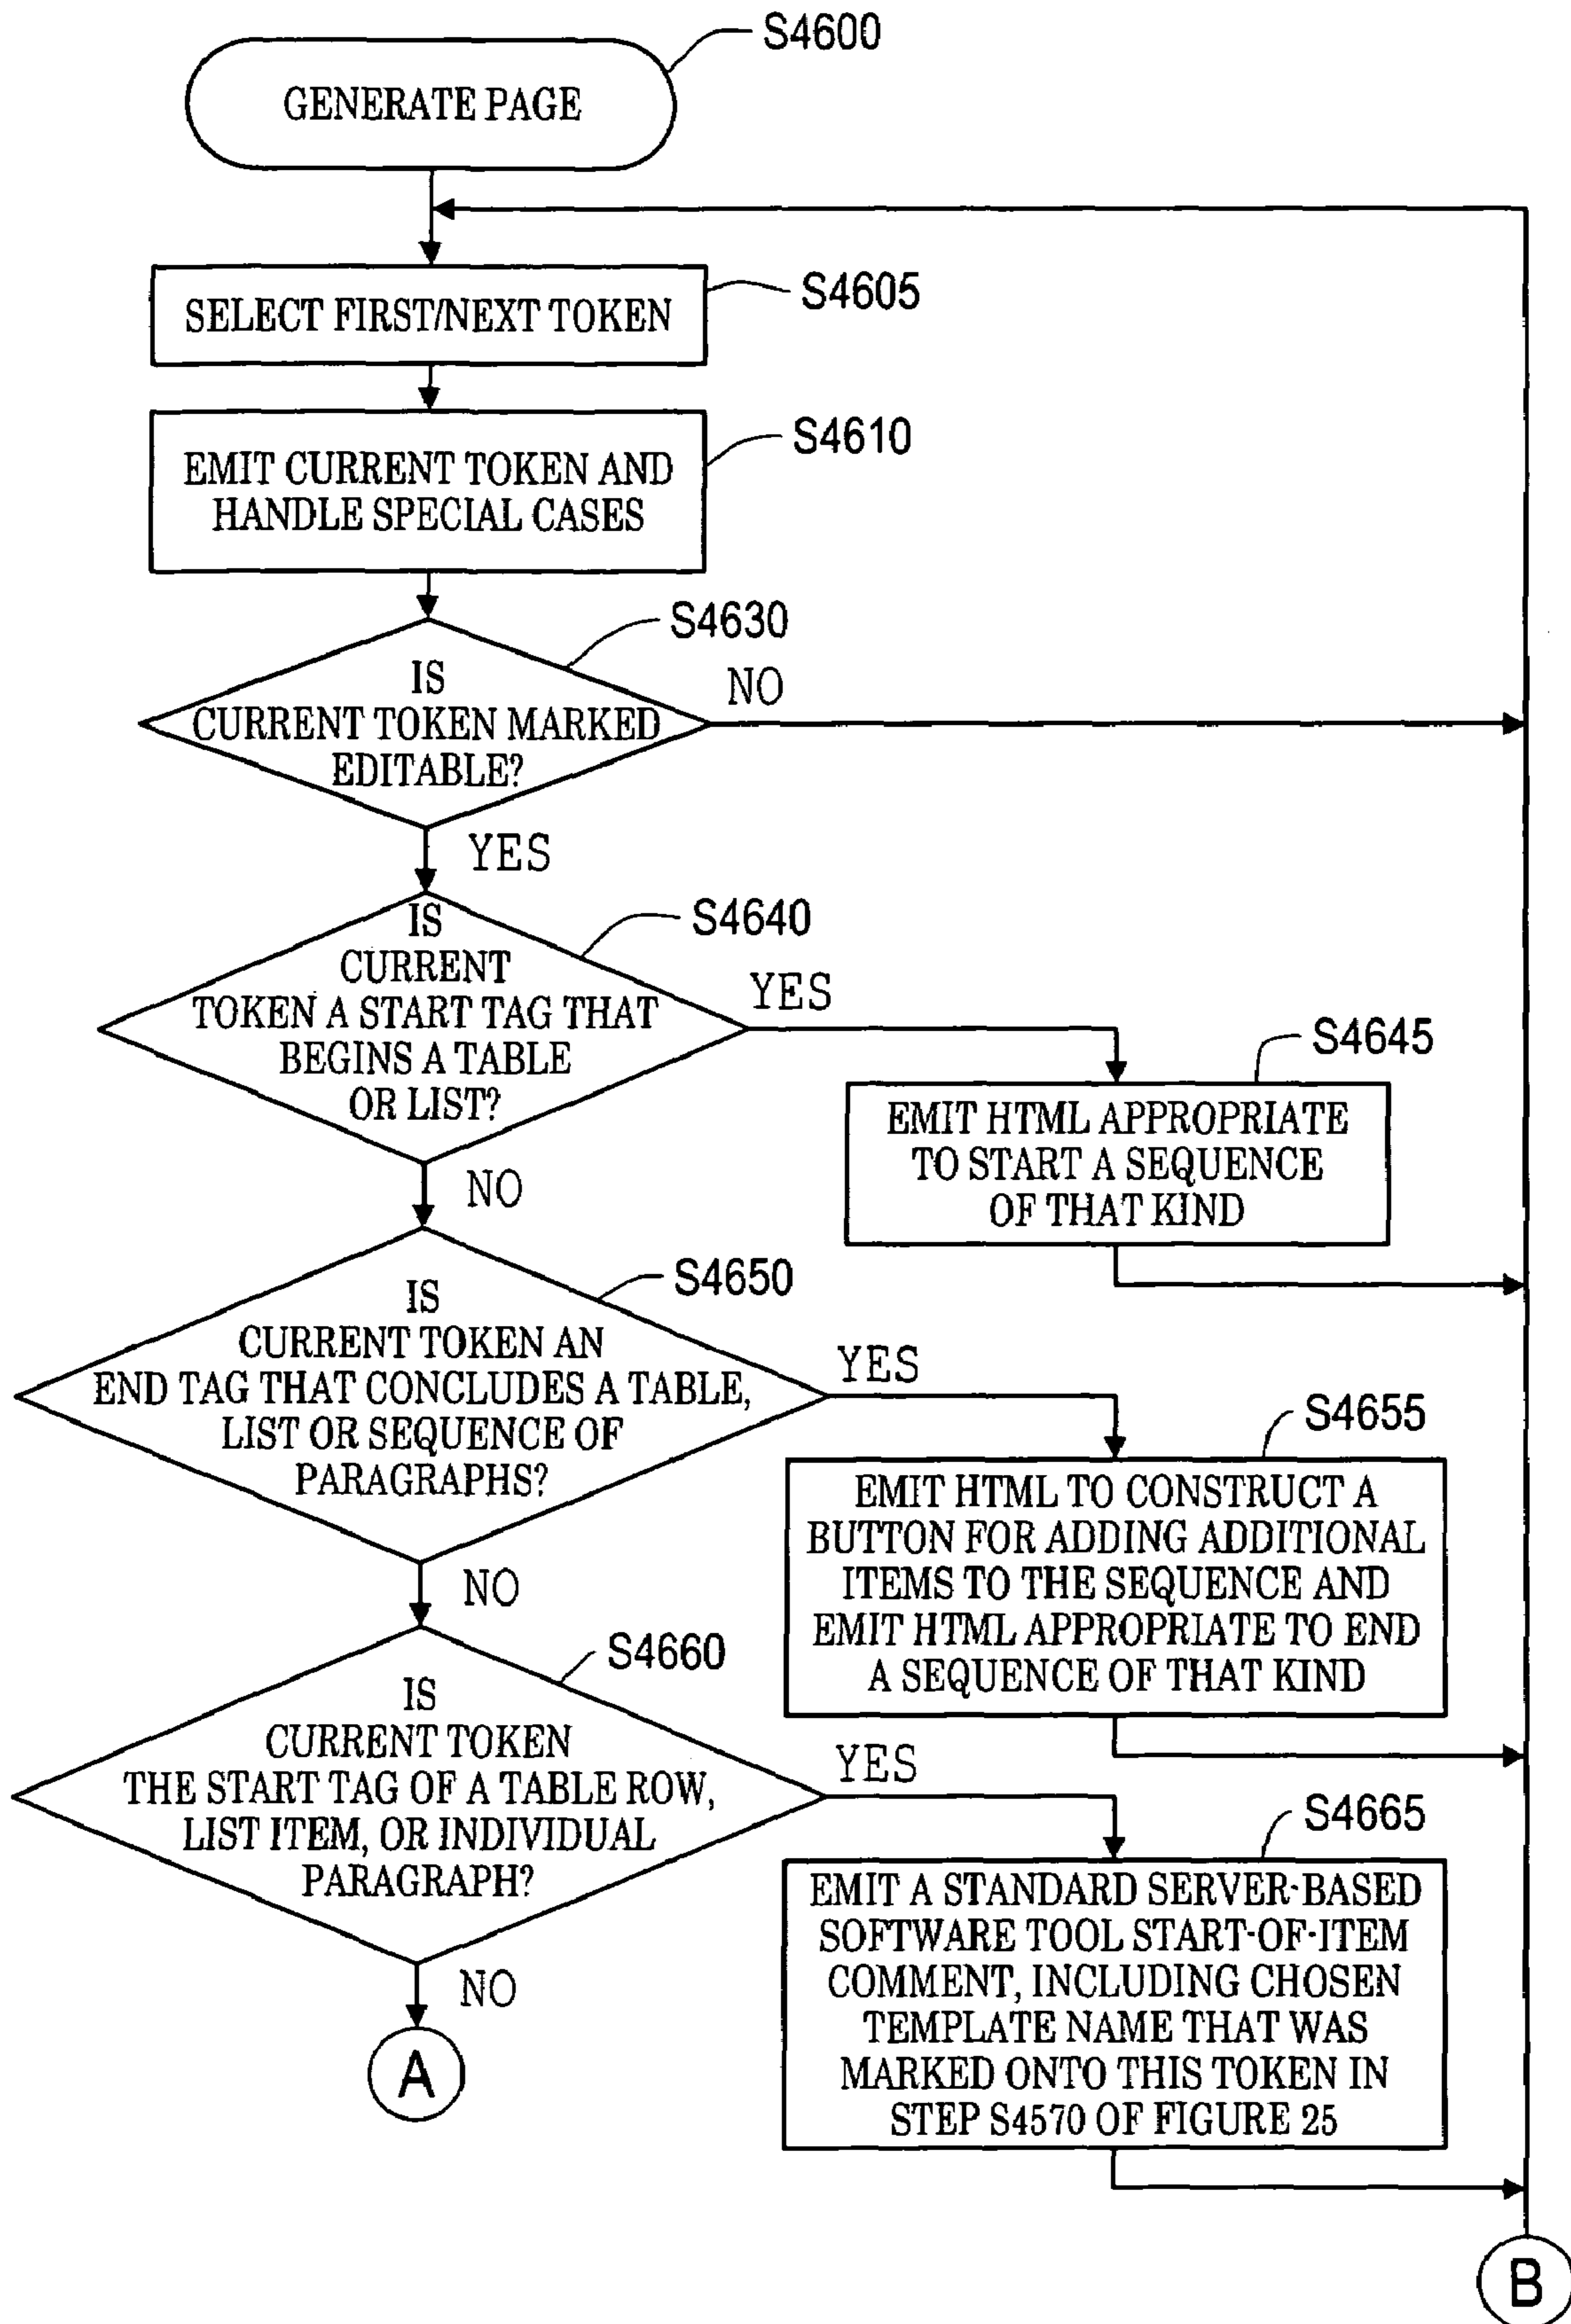 S4600
GENERATE PAGE
S4605
SELECT FIRST/NEXT TOKEN
S4610
EMIT CURRENT TOKEN AND
HANDLE SPECIAL CASES
S4630
IS
CURRENT TOKEN MARKED
EDITABLE?
NO
YES
S4640
IS
CURRENT
TOKEN A START TAG THAT
BEGINS A TABLE
OR LIST?
YES
NO
S4645
EMIT HTML APPROPRIATE
TO START A SEQUENCE
OF THAT KIND
S4650
IS
CURRENT TOKEN AN
END TAG THAT CONCLUDES A TABLE,
LIST OR SEQUENCE OF
PARAGRAPHS?
YES
NO
S4655
EMIT HTML TO CONSTRUCT A
BUTTON FOR ADDING ADDITIONAL
ITEMS TO THE SEQUENCE AND
EMIT HTML APPROPRIATE TO END
A SEQUENCE OF THAT KIND
S4660
IS
CURRENT TOKEN
THE START TAG OF A TABLE ROW,
LIST ITEM, OR INDIVIDUAL
PARAGRAPH?
YES
NO
S4665
EMIT A STANDARD SERVER-BASED
SOFTWARE TOOL START-OF-ITEM
COMMENT, INCLUDING CHOSEN
TEMPLATE NAME THAT WAS
MARKED ONTO THIS TOKEN IN
STEP S4570 OF FIGURE 25
A
B